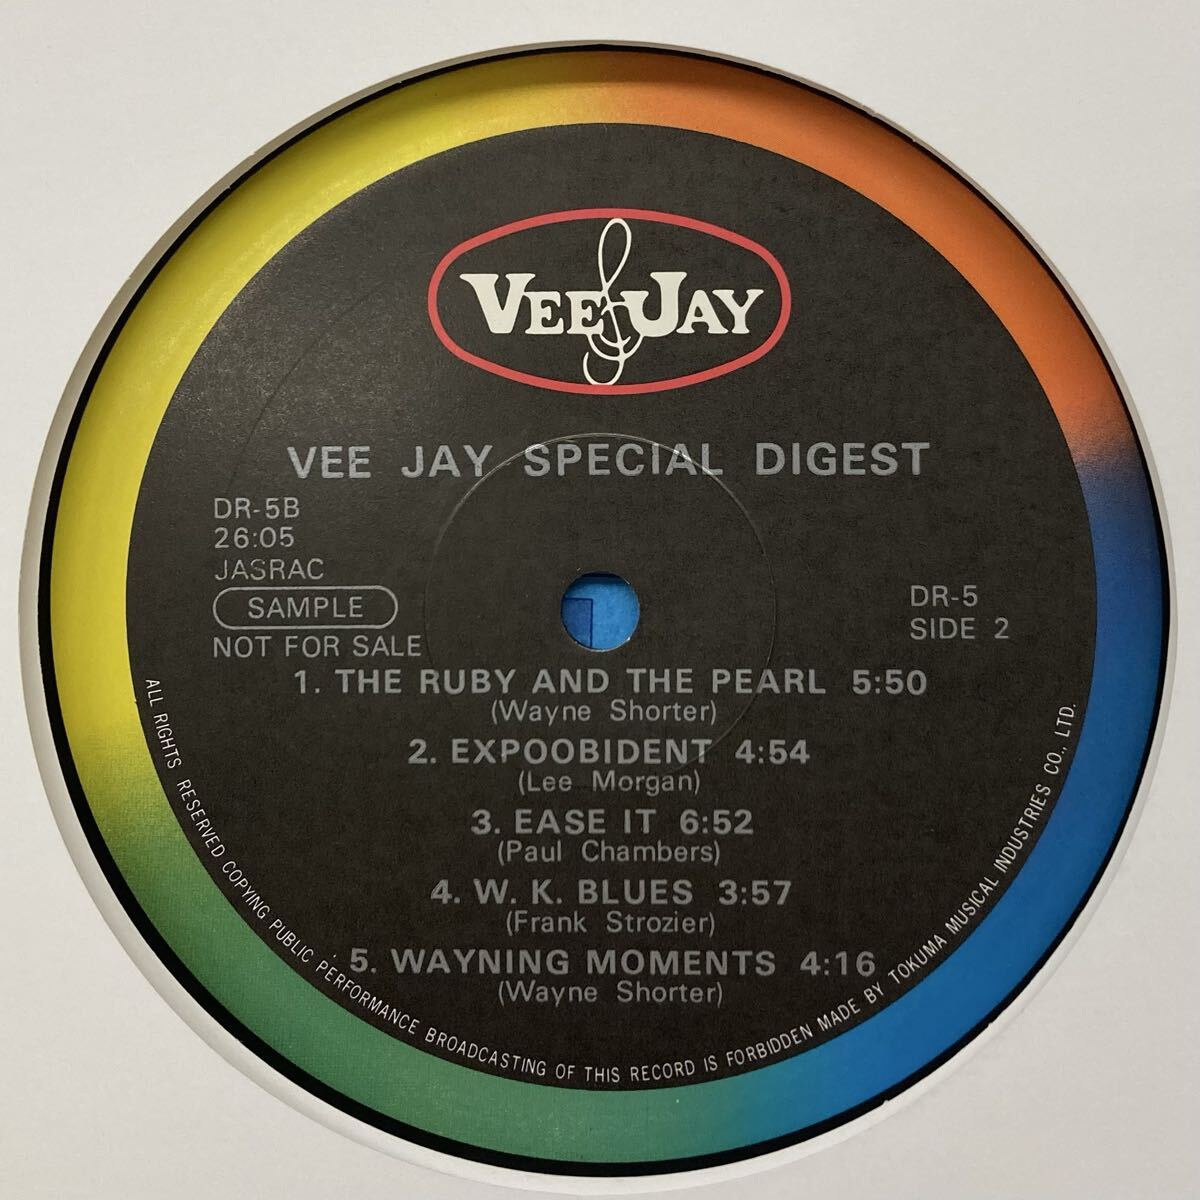 VEE JAY
VEE JAY SPECIAL DIGEST
DR-5B
26:05
JASRAC
SAMPLE
NOT FOR SALE
DR-5
SIDE 2
1. THE RUBY AND THE PEARL 5:50
(Wayne Shorter)
2. EXPOOBIDENT 4:54
(Lee Morgan)
3. EASE IT 6:52
(Paul Chambers)
4. W. K. BLUES 3:57
(Frank Strozier)
5. WAYNING MOMENTS 4:16
(Wayne Shorter)
ALL RIGHTS RESERVED COPYING PUBLIC PERFORMANCE BROADCASTING OF THIS RECORD IS FORBIDDEN MADE BY TOKUMA MUSICAL INDUSTRIES CO., LTD.